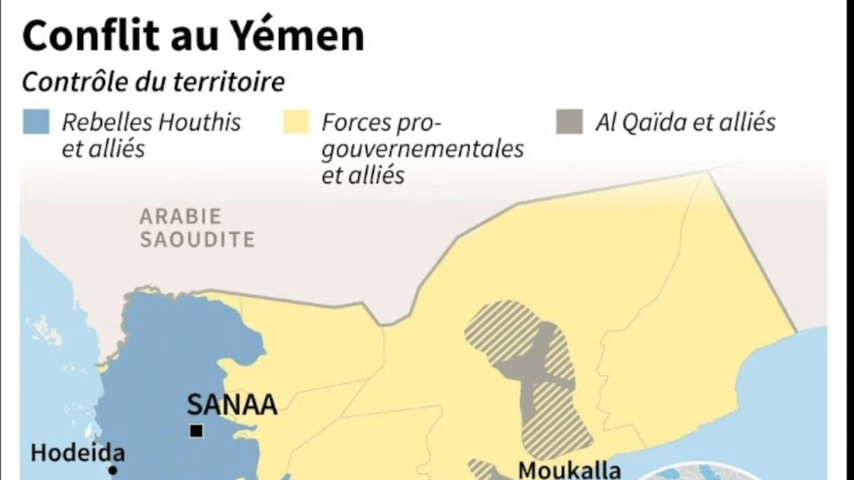 Conflit au Yémen
Contrôle du territoire
Rebelles Houthis
et alliés
Forces pro-
gouvernementales
et alliés
Al Qaïda et alliés
ARABIE
SAOUDITE
SANAA
Hodeida
Moukalla